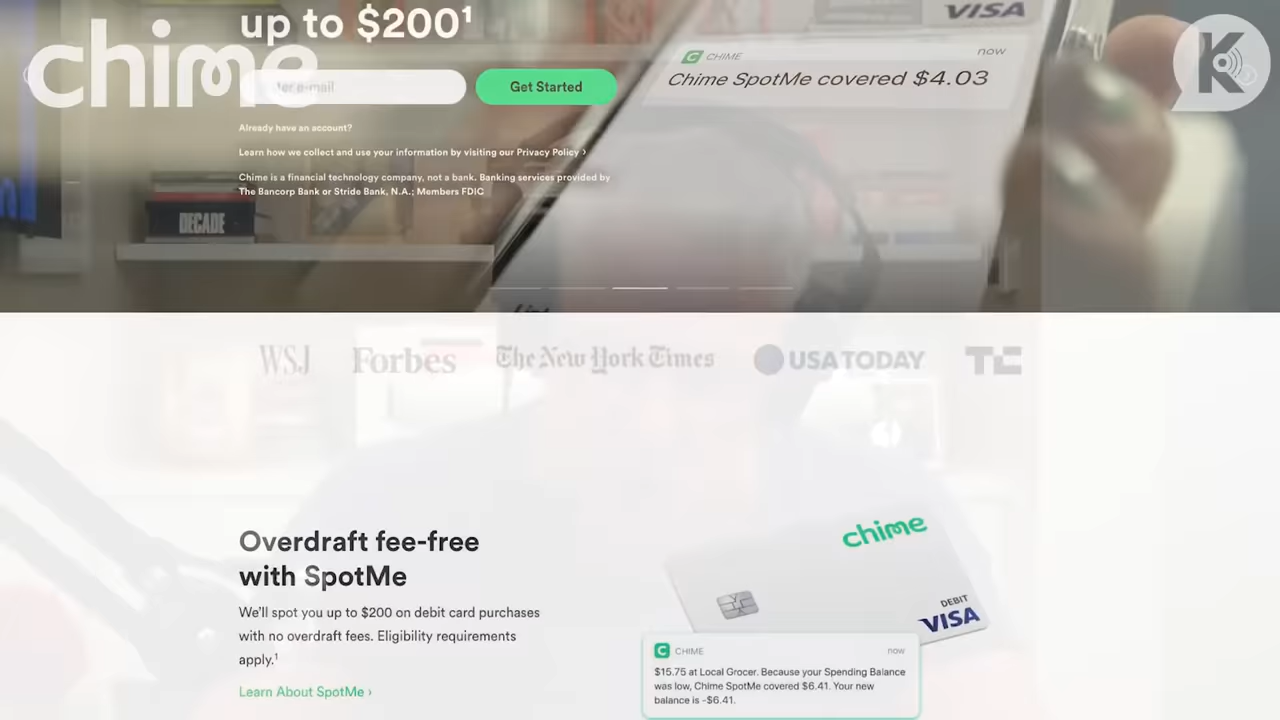 up to $200¹
chime
er e-mail
Get Started
Already have an account?
Learn how we collect and use your information by visiting our Privacy Policy ›
Chime is a financial technology company, not a bank. Banking services provided by
The Bancorp Bank or Stride Bank, N.A.; Members FDIC
DECADE
VISA
CHIME
now
Chime SpotMe covered $4.03
K
WSJ
Forbes
The New York Times
USA TODAY
TC
Overdraft fee-free
with SpotMe
We'll spot you up to $200 on debit card purchases
with no overdraft fees. Eligibility requirements
apply.¹
Learn About SpotMe ›
chime
DEBIT
VISA
CHIME
now
$15.75 at Local Grocer. Because your Spending Balance
was low, Chime SpotMe covered $6.41. Your new
balance is -$6.41.